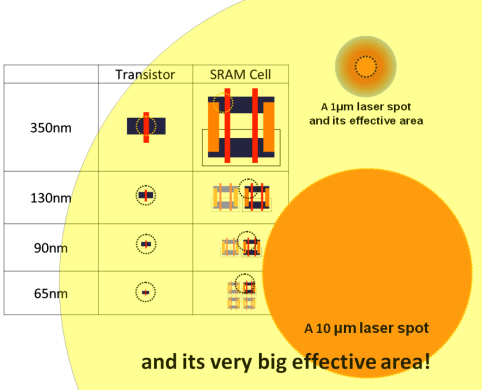 Transistor SRAM Cell
350nm
130nm
90nm
65nm
A 1µm laser spot
and its effective area
A 10 µm laser spot
and its very big effective area!